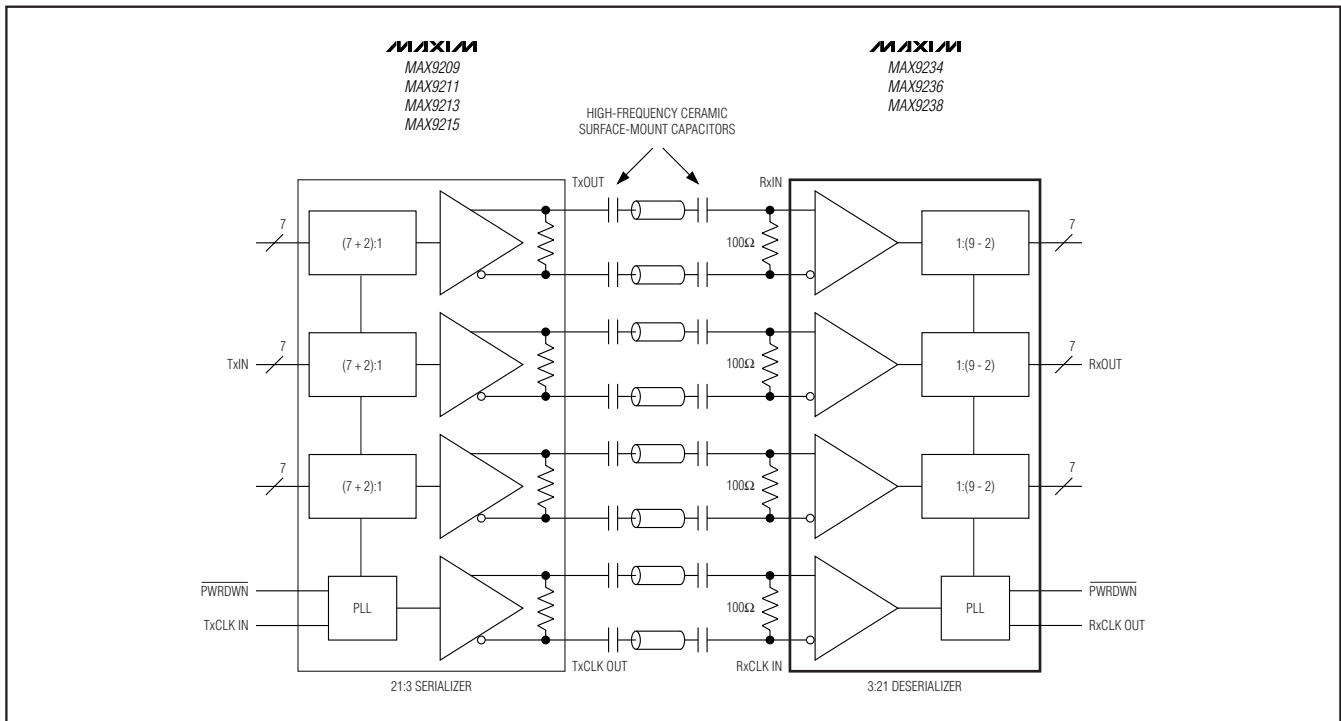 MAXIM
MAX9209
MAX9211
MAX9213
MAX9215
MAXIM
MAX9234
MAX9236
MAX9238
HIGH-FREQUENCY CERAMIC
SURFACE-MOUNT CAPACITORS
TxOUT
RxIN
7
(7 + 2):1
100Ω
1:(9 - 2)
7
TxIN
7
(7 + 2):1
100Ω
1:(9 - 2)
7
RxOUT
7
(7 + 2):1
100Ω
1:(9 - 2)
7
PWRDWN
TxCLK IN
PLL
100Ω
PLL
PWRDWN
RxCLK OUT
TxCLK OUT
RxCLK IN
21:3 SERIALIZER
3:21 DESERIALIZER